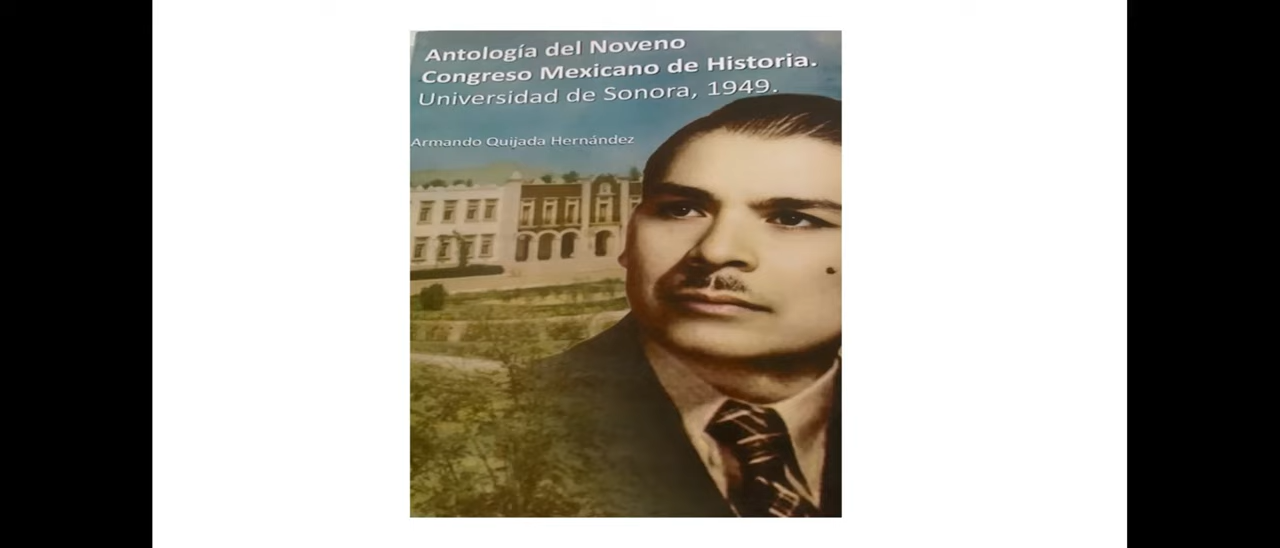 Antología del Noveno
Congreso Mexicano de Historia.
Universidad de Sonora, 1949.
Armando Quijada Hernández